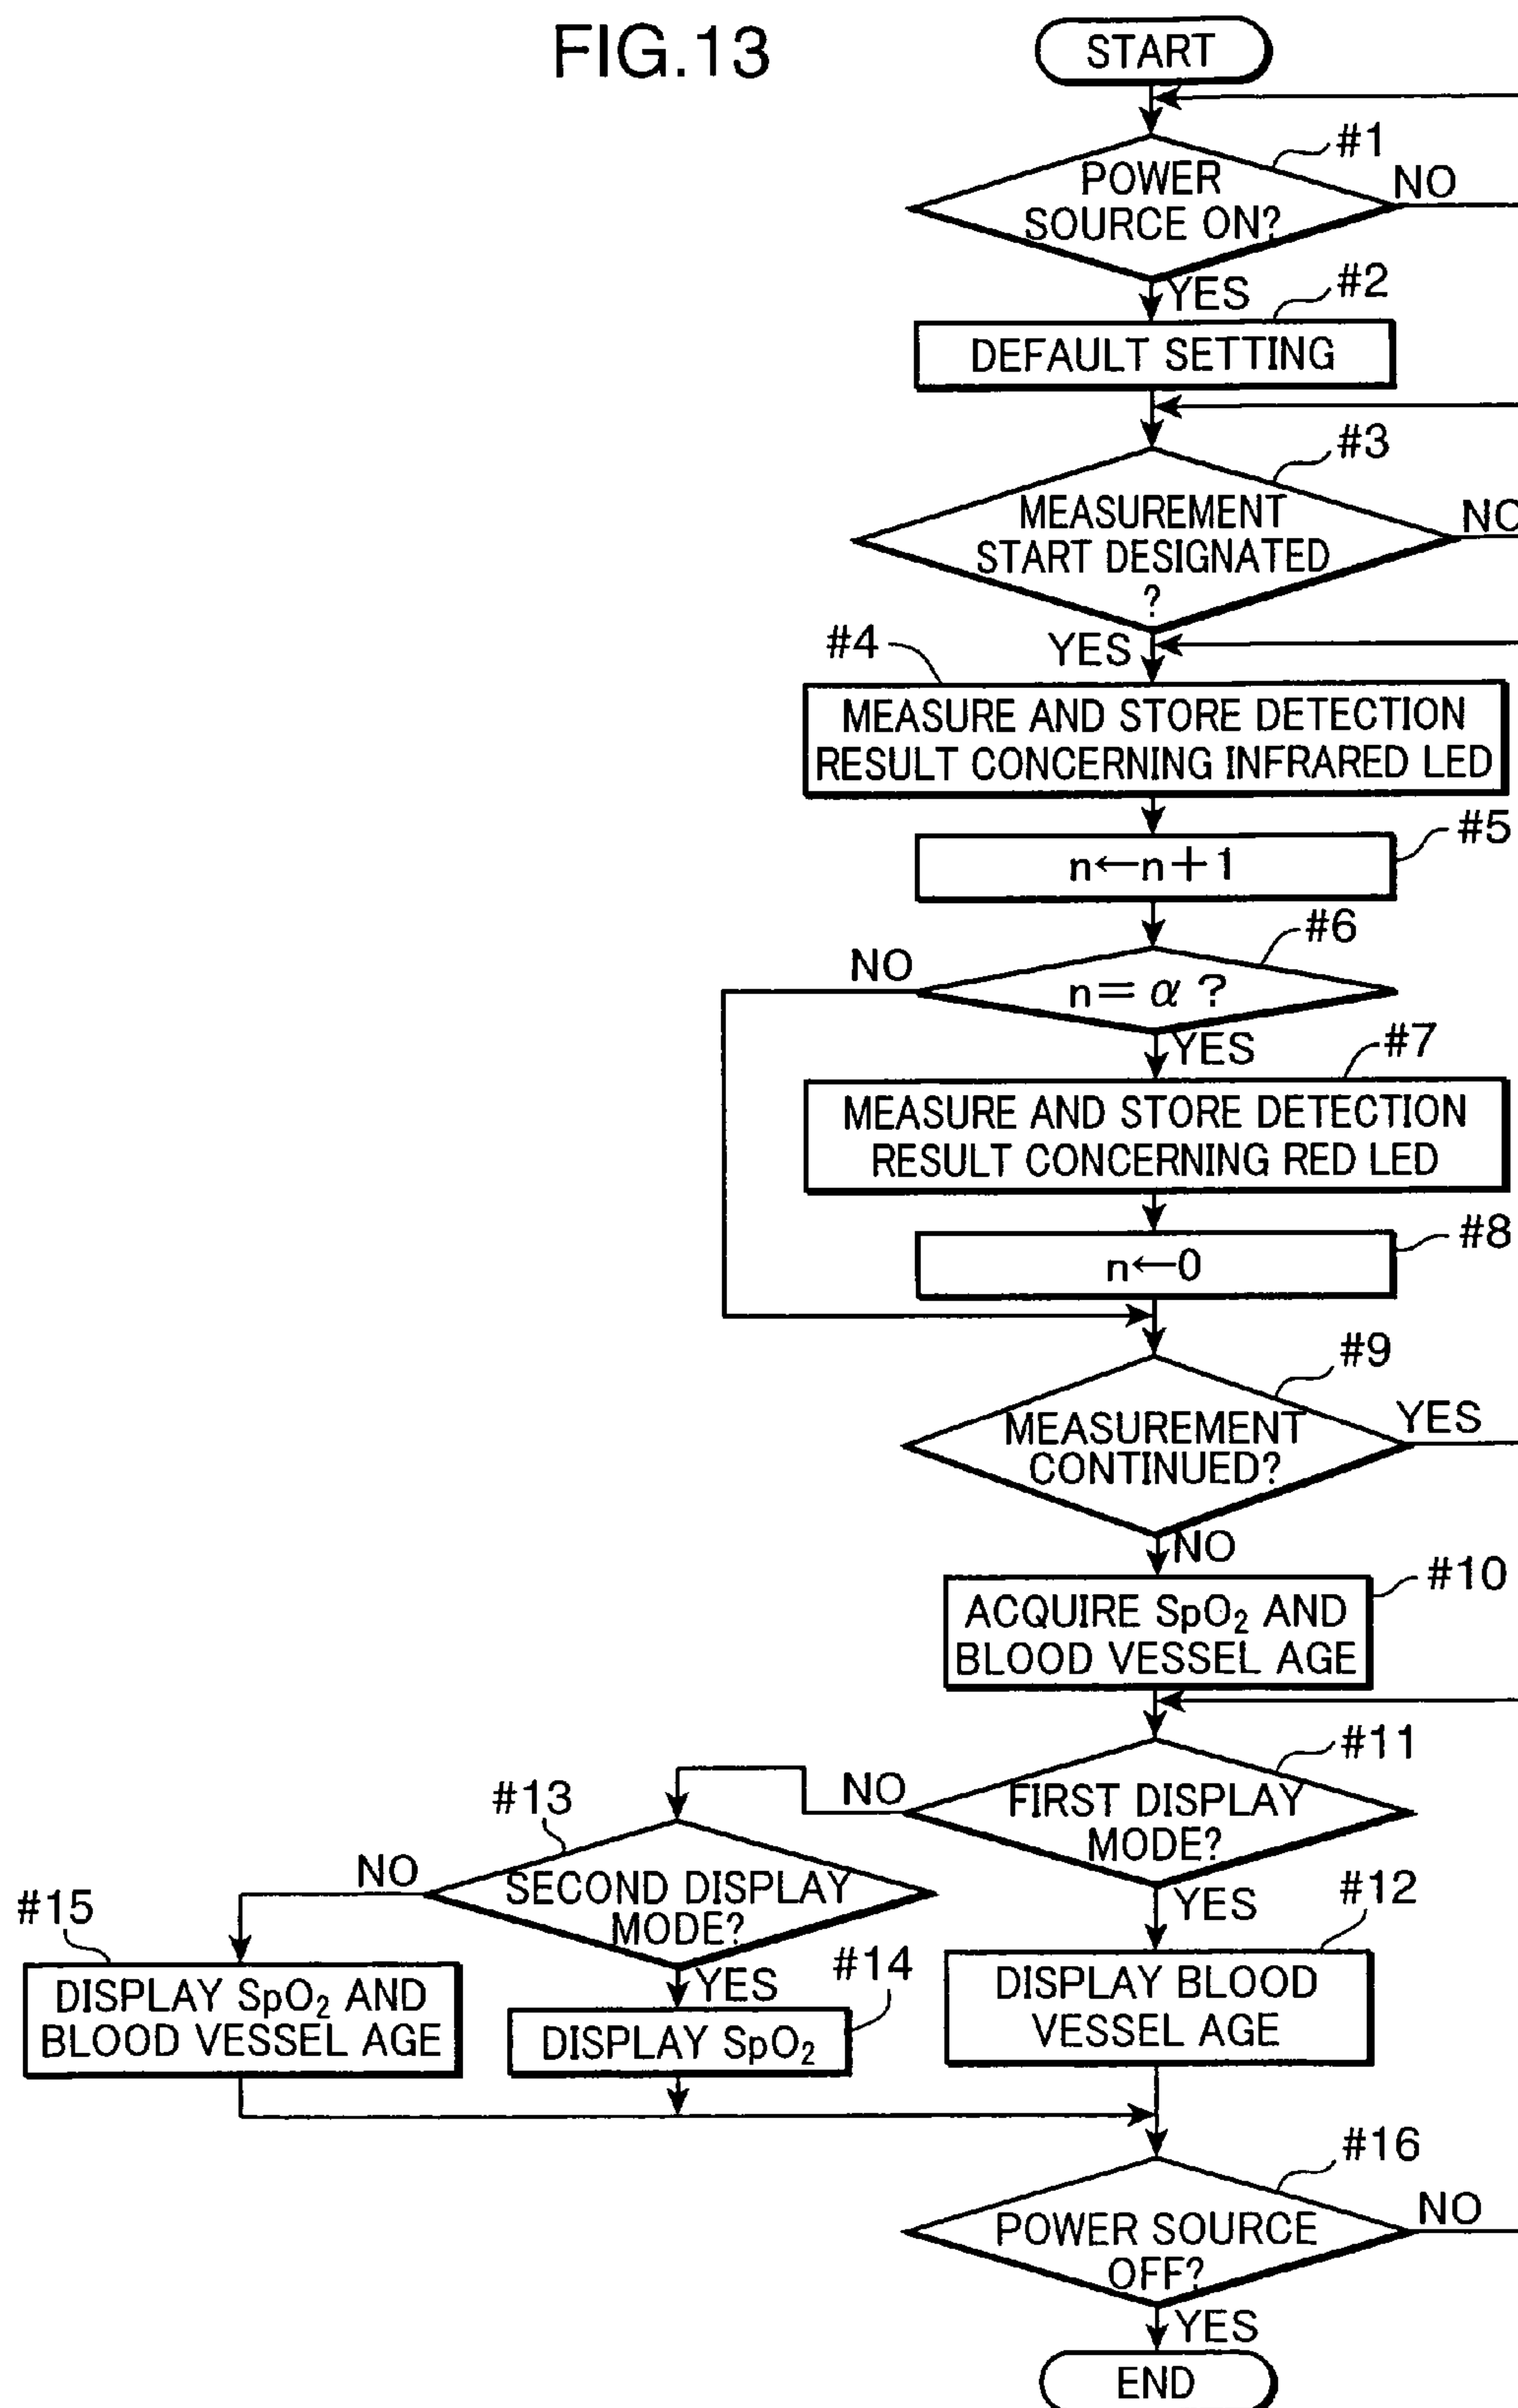 FIG.13
START
#1
POWER
SOURCE ON?
NO
YES
#2
DEFAULT SETTING
#3
MEASUREMENT
START DESIGNATED
?
NO
YES
#4
MEASURE AND STORE DETECTION
RESULT CONCERNING INFRARED LED
#5
n←n+1
#6
NO
n=α?
YES
#7
MEASURE AND STORE DETECTION
RESULT CONCERNING RED LED
#8
n←0
#9
MEASUREMENT
CONTINUED?
YES
NO
#10
ACQUIRE SpO₂ AND
BLOOD VESSEL AGE
#11
FIRST DISPLAY
MODE?
NO
YES
#13
SECOND DISPLAY
MODE?
NO
YES
#12
DISPLAY BLOOD
VESSEL AGE
#14
DISPLAY SpO₂
#15
DISPLAY SpO₂ AND
BLOOD VESSEL AGE
#16
POWER SOURCE
OFF?
NO
YES
END